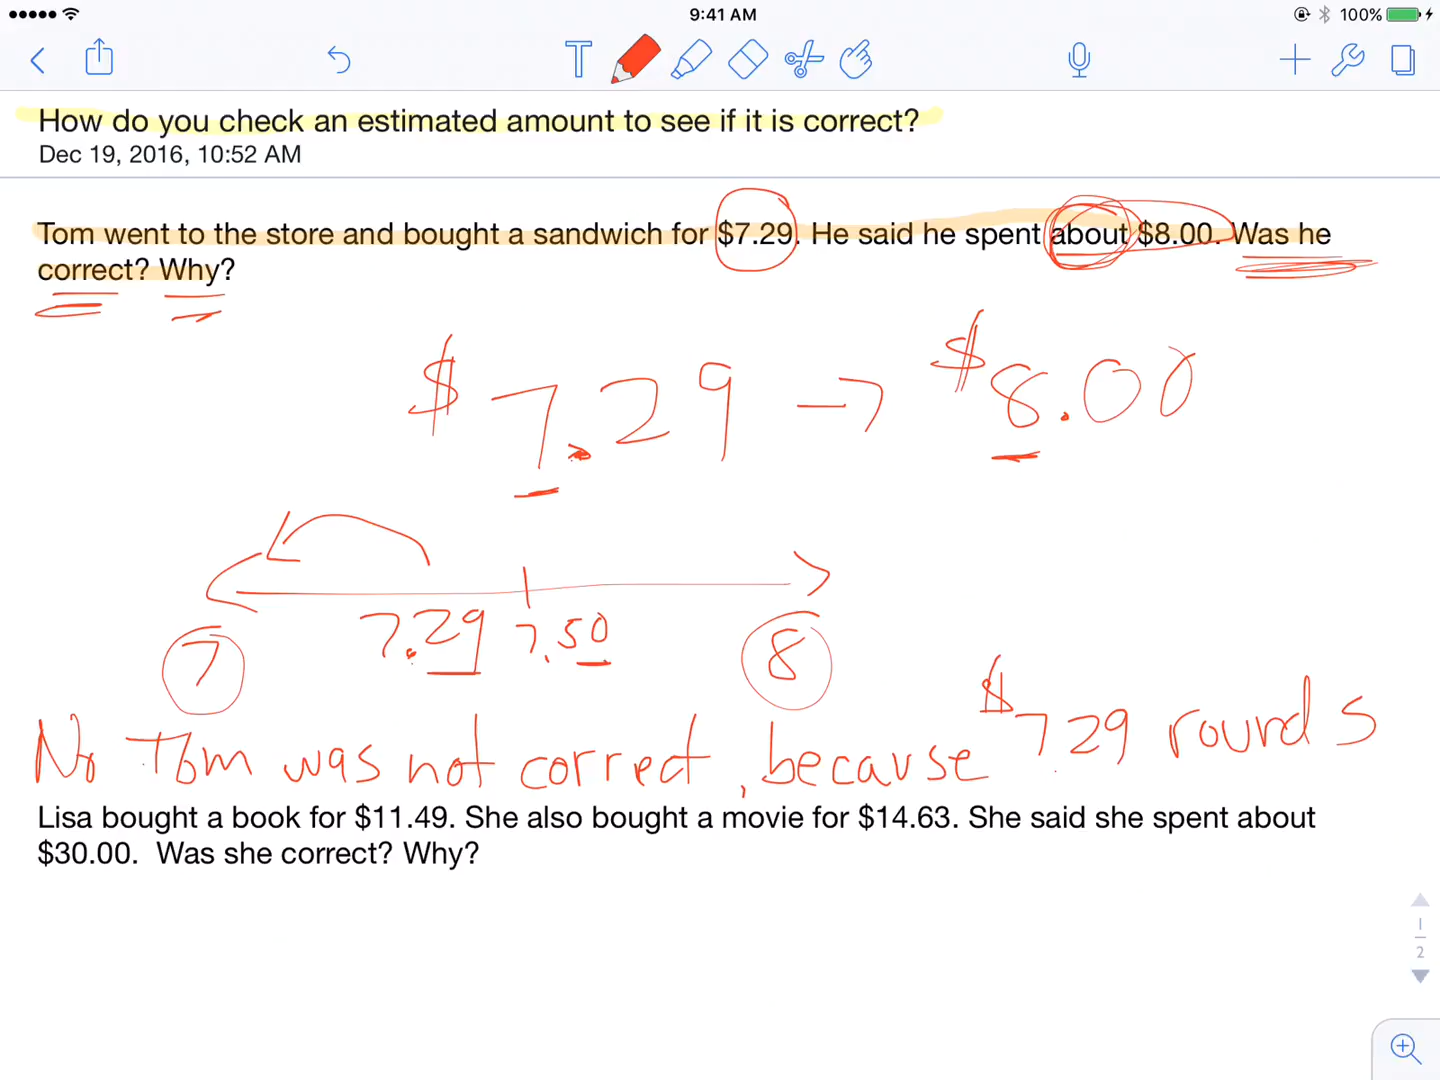 9:41 AM
100%
T
How do you check an estimated amount to see if it is correct?
Dec 19, 2016, 10:52 AM
Tom went to the store and bought a sandwich for $7.29. He said he spent about $8.00. Was he
correct? Why?
$7.29 → $8.00
7 7.29 7.50 8
No Tom was not correct, because $7.29 rounds
Lisa bought a book for $11.49. She also bought a movie for $14.63. She said she spent about
$30.00. Was she correct? Why?
1
2